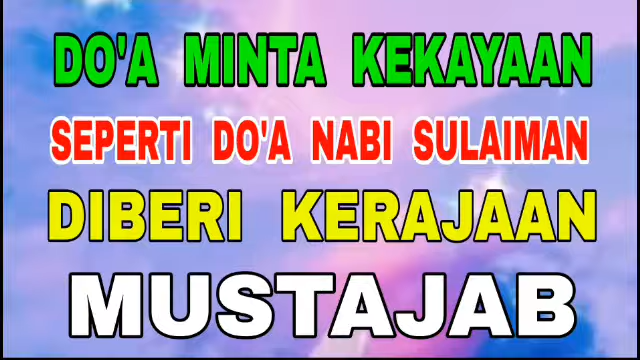 DO'A MINTA KEKAYAAN
SEPERTI DO'A NABI SULAIMAN
DIBERI KERAJAAN
MUSTAJAB